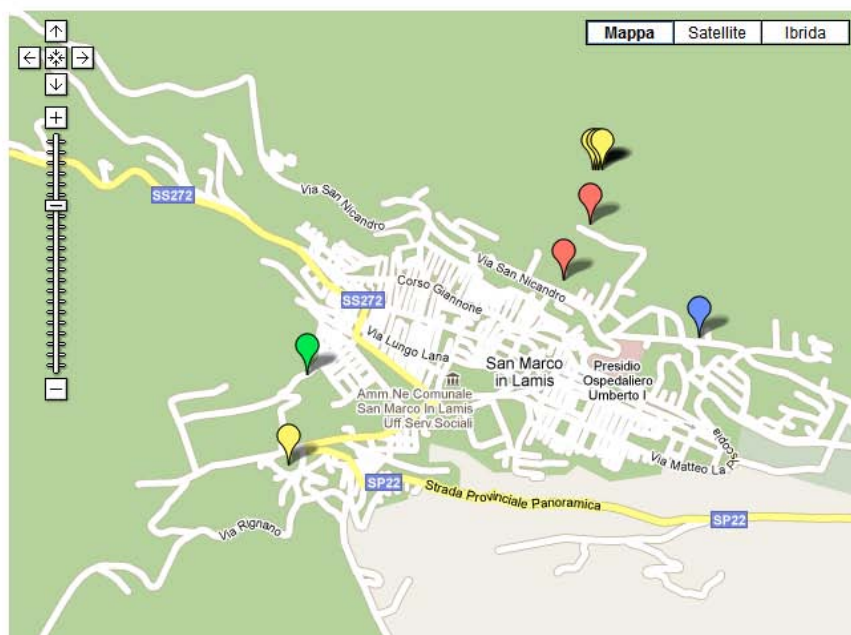 Mappa Satellite Ibrida
Via San Nicandro
SS272
Via San Nicandro
Corso Giannone
SS272
Via Lungo Lana
San Marco
in Lamis
Presidio
Ospedaliero
Umberto I
Amm.Ne Comunale
San Marco In Lamis
Uff Serv.Sociali
Via Matteo La Piscopia
SP22
Strada Provinciale Panoramica
SP22
Via Rignano